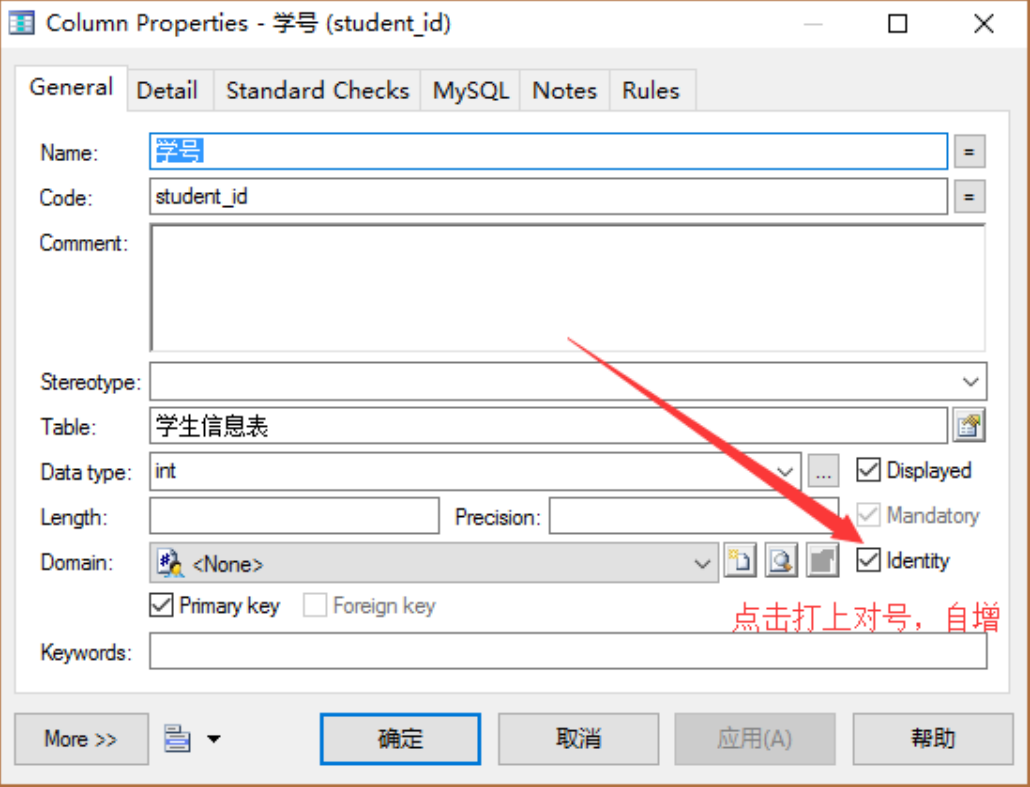 Column Properties - 学号 (student_id)
General Detail Standard Checks MySQL Notes Rules
Name: 学号 =
Code: student_id =
Comment:
Stereotype:
Table: 学生信息表
Data type: int ... Displayed
Length: Precision: Mandatory
Domain: <None> Identity
Primary key Foreign key
点击打上对号，自增
Keywords:
More >> 确定 取消 应用(A) 帮助